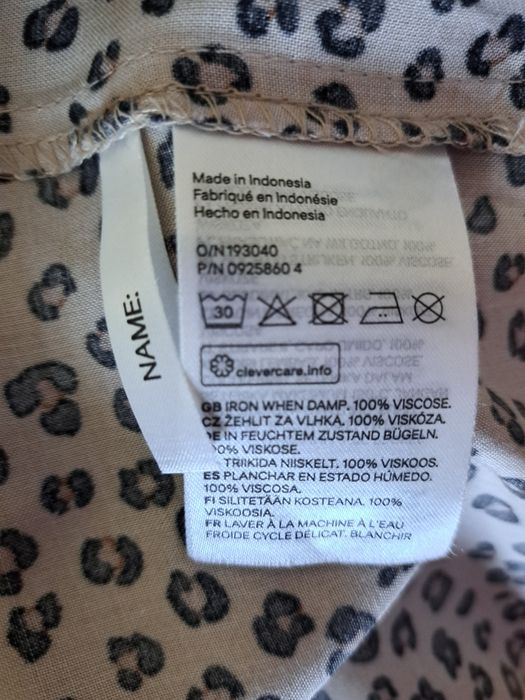 Made in Indonesia
Fabriqué en Indonésie
Hecho en Indonesia
O/N 193040
P/N 0925860 4
30
clevercare.info
NAME:
GB IRON WHEN DAMP. 100% VISCOSE.
CZ ŽEHLIT ZA VLHKA. 100% VISKÓZA.
IN FEUCHTEM ZUSTAND BÜGELN.
VISKOSE.
TRIIKIDA NIISKELT. 100% VISKOOS.
ES PLANCHAR EN ESTADO HÚMEDO.
100% VISCOSA.
FI SILITETÄÄN KOSTEANA. 100%
VISKOOSIA.
FR LAVER À LA MACHINE À L'EAU
FROIDE CYCLE DÉLICAT. BLANCHIR